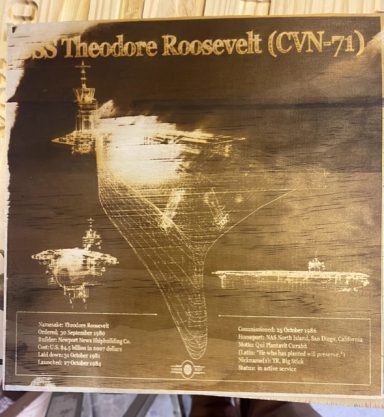 USS Theodore Roosevelt (CVN-71)
Namesake: Theodore Roosevelt
Ordered: 30 September 1980
Builder: Newport News Shipbuilding Co.
Cost: U.S. $4.5 billion in 2007 dollars
Laid down: 31 October 1981
Launched: 27 October 1984
Commissioned: 25 October 1986
Homeport: NAS North Island, San Diego, California
Motto: Qui Plantavit Curabit
(Latin: "He who has planted will preserve.")
Nickname(s): TR, Big Stick
Status: in active service